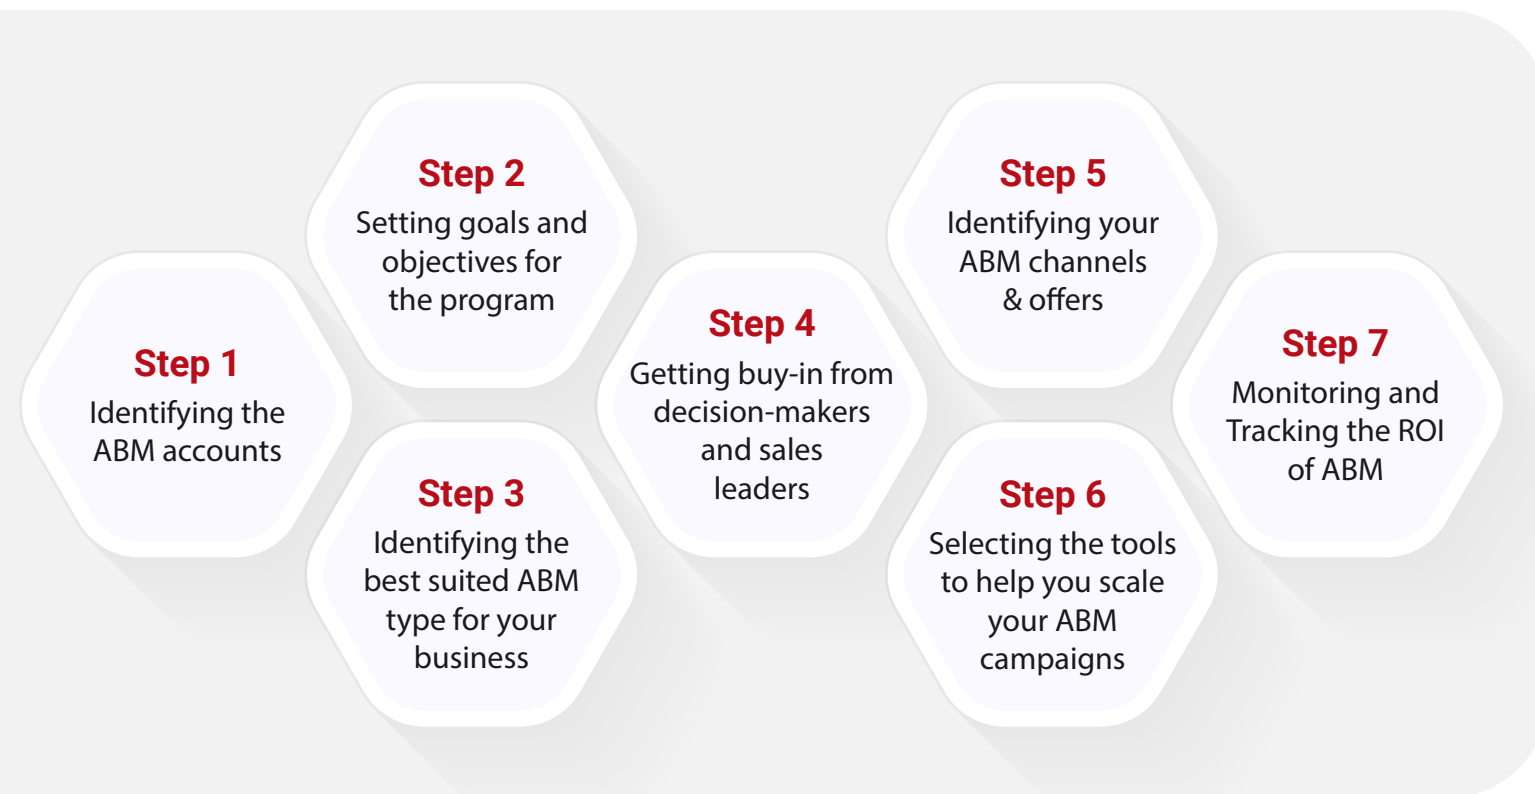 Step 1
Identifying the
ABM accounts
Step 2
Setting goals and
objectives for
the program
Step 3
Identifying the
best suited ABM
type for your
business
Step 4
Getting buy-in from
decision-makers
and sales
leaders
Step 5
Identifying your
ABM channels
& offers
Step 6
Selecting the tools
to help you scale
your ABM
campaigns
Step 7
Monitoring and
Tracking the ROI
of ABM